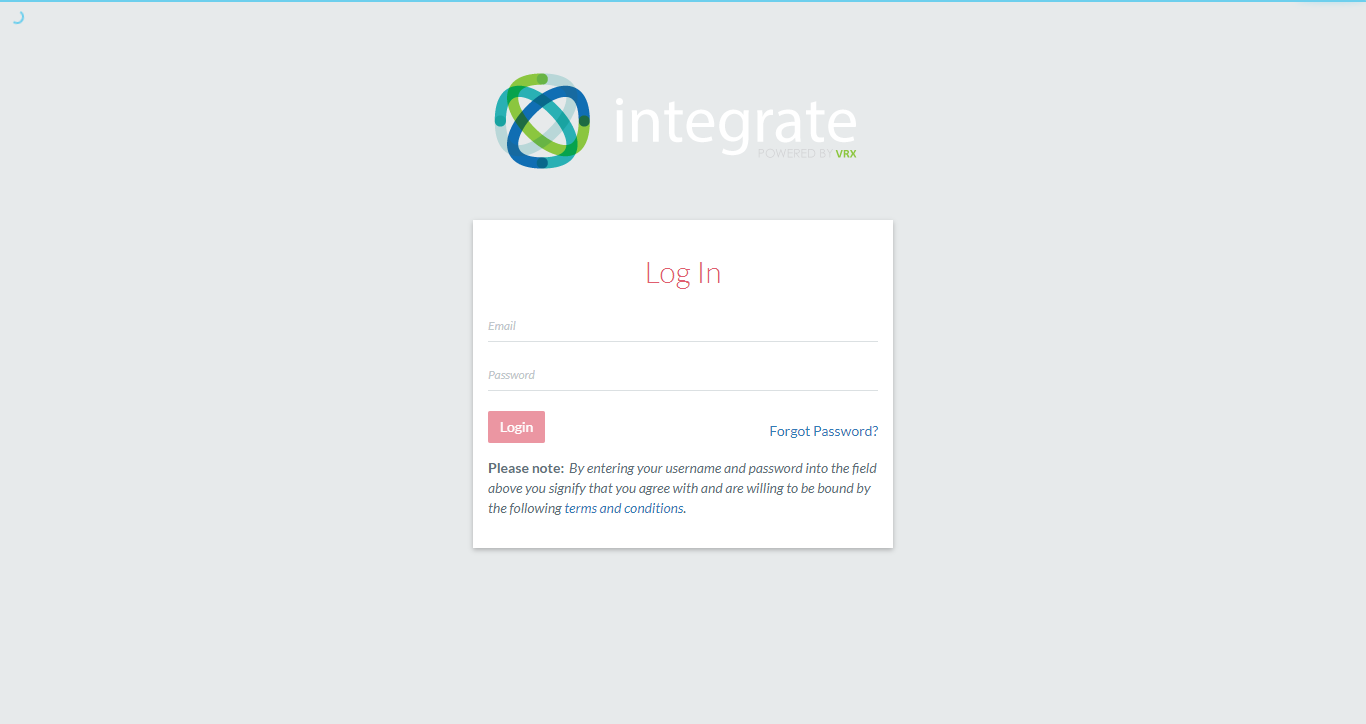 integrate
POWERED BY VRX
Log In
Email
Password
Login
Forgot Password?
Please note: By entering your username and password into the field
above you signify that you agree with and are willing to be bound by
the following terms and conditions.